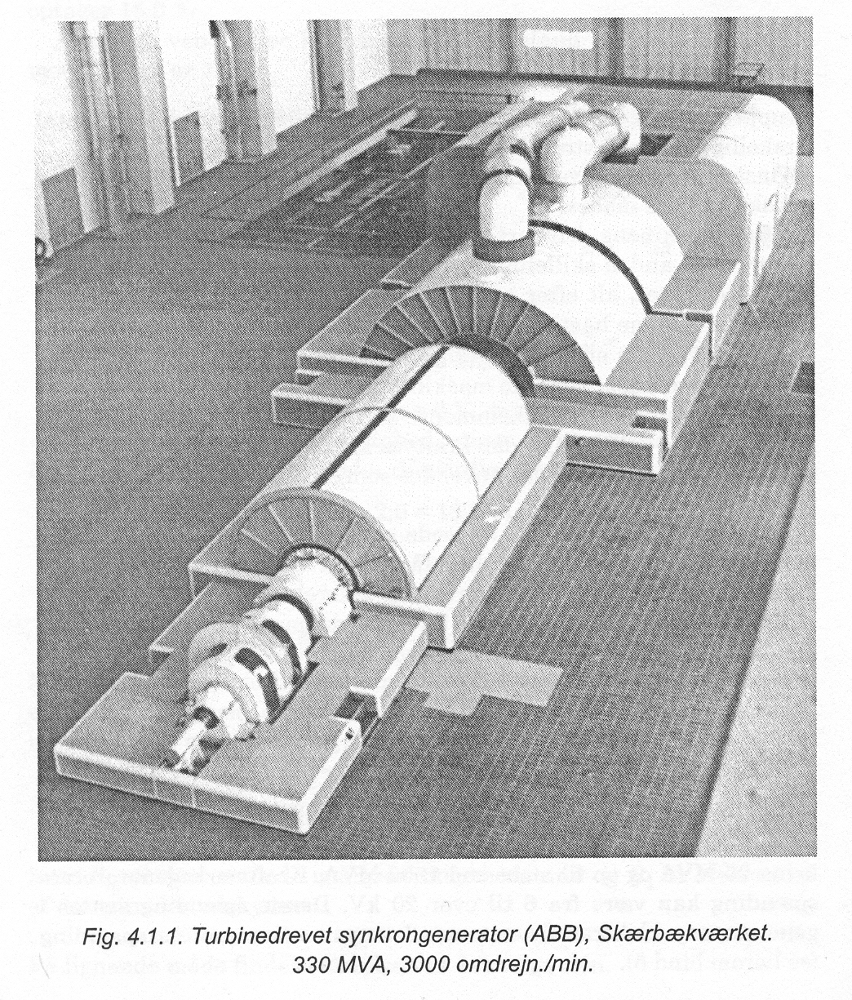 Fig. 4.1.1. Turbinedrevet synkrongenerator (ABB), Skærbækværket.
330 MVA, 3000 omdrejn./min.